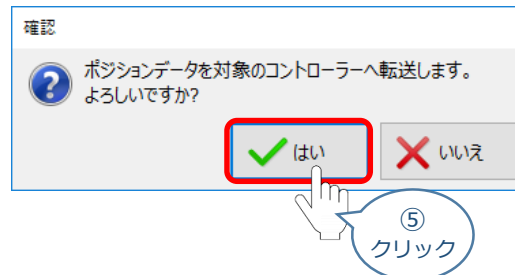 確認
ポジションデータを対象のコントローラーへ転送します。
よろしいですか?
はい
いいえ
⑤
クリック